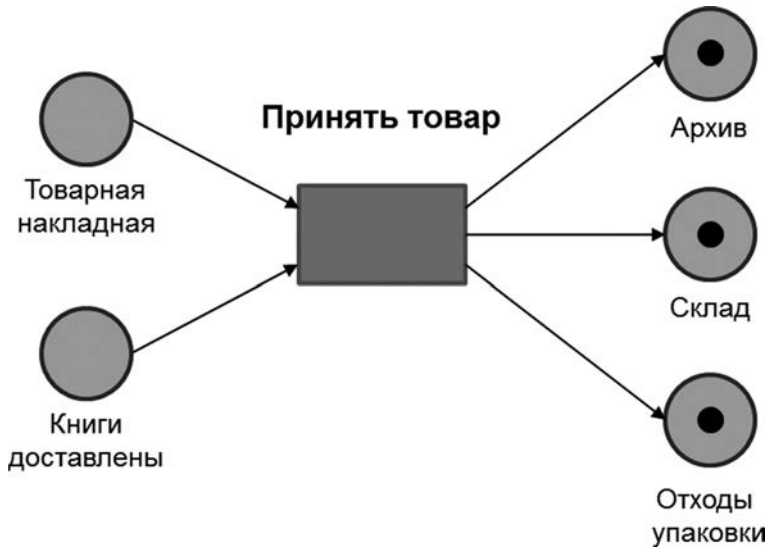 Принять товар
Товарная
накладная
Книги
доставлены
Архив
Склад
Отходы
упаковки